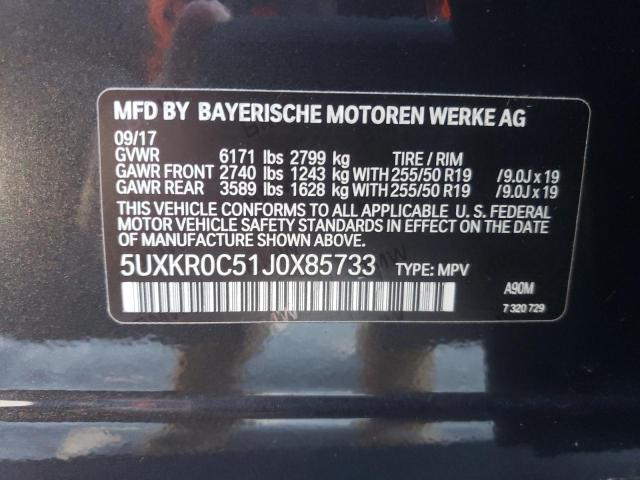 MFD BY BAYERISCHE MOTOREN WERKE AG
09/17
GVWR 6171 lbs 2799 kg TIRE / RIM
GAWR FRONT 2740 lbs 1243 kg WITH 255/50 R19 /9.0J x 19
GAWR REAR 3589 lbs 1628 kg WITH 255/50 R19 /9.0J x 19
THIS VEHICLE CONFORMS TO ALL APPLICABLE U. S. FEDERAL
MOTOR VEHICLE SAFETY STANDARDS IN EFFECT ON THE
DATE OF MANUFACTURE SHOWN ABOVE.
5UXKR0C51J0X85733 TYPE: MPV
A90M
7 320 729